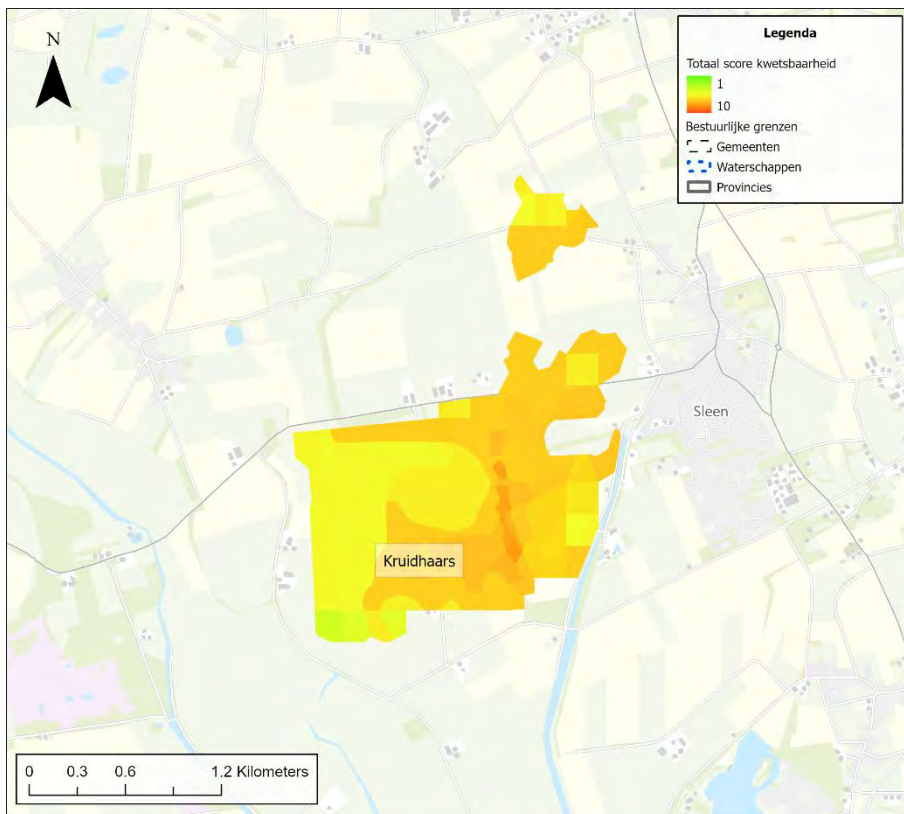 N
Legenda
Totaal score kwetsbaarheid
1
10
Bestuurlijke grenzen
Gemeenten
Waterschappen
Provincies
Sleen
Kruidhaars
0 0.3 0.6 1.2 Kilometers